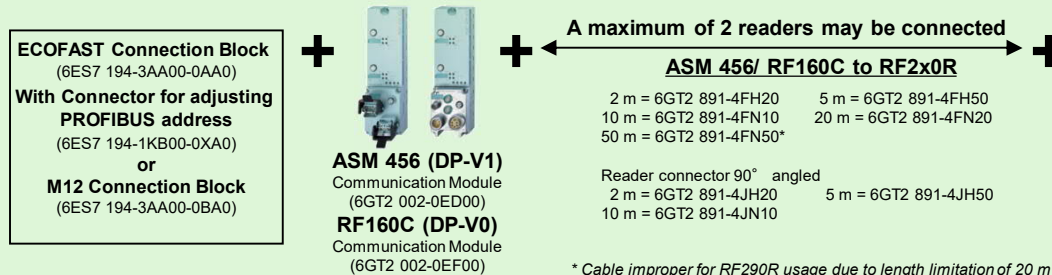 ECOFAST Connection Block
(6ES7 194-3AA00-0AA0)
With Connector for adjusting
PROFIBUS address
(6ES7 194-1KB00-0XA0)
or
M12 Connection Block
(6ES7 194-3AA00-0BA0)
+
ASM 456 (DP-V1)
Communication Module
(6GT2 002-0ED00)
RF160C (DP-V0)
Communication Module
(6GT2 002-0EF00)
+
A maximum of 2 readers may be connected
ASM 456/ RF160C to RF2x0R
2 m = 6GT2 891-4FH20 5 m = 6GT2 891-4FH50
10 m = 6GT2 891-4FN10 20 m = 6GT2 891-4FN20
50 m = 6GT2 891-4FN50*
Reader connector 90° angled
2 m = 6GT2 891-4JH20 5 m = 6GT2 891-4JH50
10 m = 6GT2 891-4JN10
* Cable improper for RF290R usage due to length limitation of 20 m
+